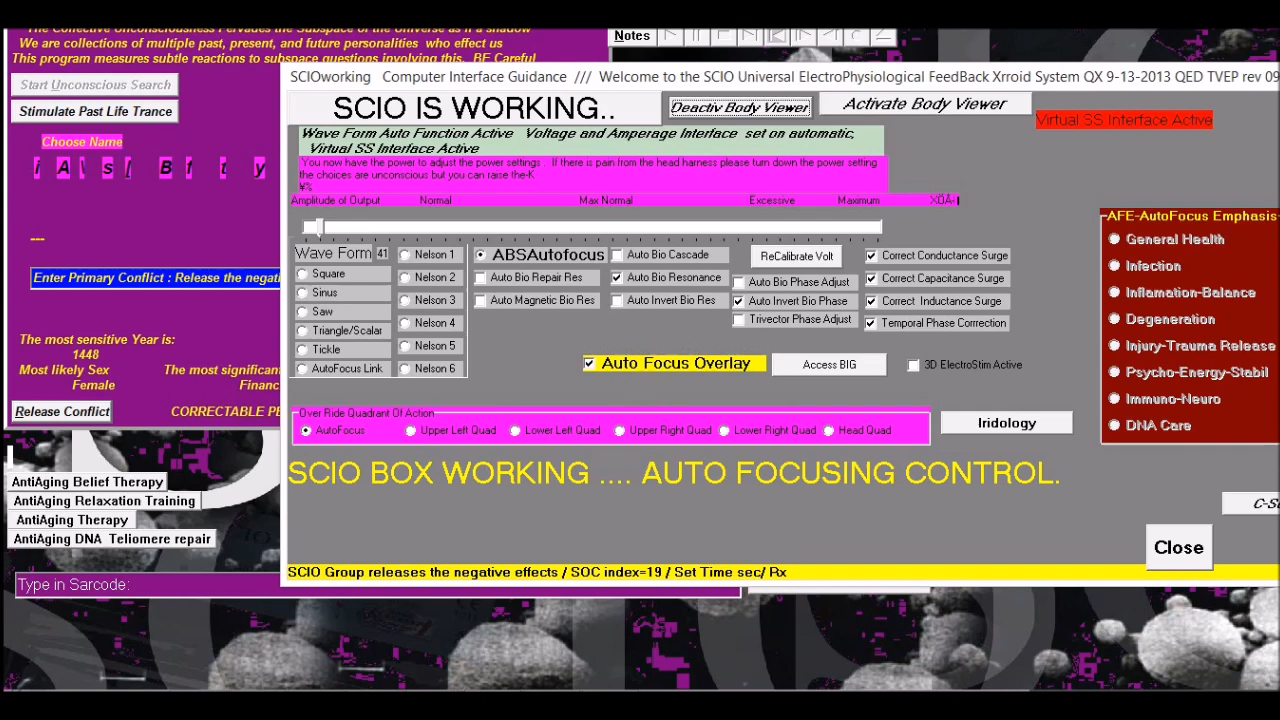 The Collective Unconsciousness Pervades the Subspace of the Universe as if a shadow
We are collections of multiple past, present, and future personalities who effect us
This program measures subtle reactions to subspace questions involving this. BE Careful
Start Unconscious Search
Stimulate Past Life Trance
Choose Name
i A \ s [ B f t y
---
Enter Primary Conflict : Release the negati
The most sensitive Year is:
1448
Most likely Sex
The most significant
Female
Financ
Release Conflict
CORRECTABLE PE
AntiAging Belief Therapy
AntiAging Relaxation Training
AntiAging Therapy
AntiAging DNA Teliomere repair
Type in Sarcode:
Notes
SCIOworking Computer Interface Guidance /// Welcome to the SCIO Universal ElectroPhysiological FeedBack Xrroid System QX 9-13-2013 QED TVEP rev 09
SCIO IS WORKING..
Deactiv Body Viewer
Activate Body Viewer
Virtual SS Interface Active
Wave Form Auto Function Active Voltage and Amperage Interface set on automatic,
Virtual SS Interface Active
You now have the power to adjust the power settings . If there is pain from the head harness please turn down the power setting
the choices are unconscious but you can raise the-K
¥%
Amplitude of Output Normal Max Normal Excessive Maximum
Wave Form 41
Square
Sinus
Saw
Triangle/Scalar
Tickle
AutoFocus Link
Nelson 1
Nelson 2
Nelson 3
Nelson 4
Nelson 5
Nelson 6
ABSAutofocus
Auto Bio Repair Res
Auto Magnetic Bio Res
Auto Bio Cascade
Auto Bio Resonance
Auto Invert Bio Res
ReCalibrate Volt
Auto Bio Phase Adjust
Auto Invert Bio Phase
Trivector Phase Adjust
Correct Conductance Surge
Correct Capacitance Surge
Correct Inductance Surge
Temporal Phase Corrrection
Auto Focus Overlay
Access BIG
3D ElectroStim Active
Over Ride Quadrant Of Action
AutoFocus
Upper Left Quad
Lower Left Quad
Upper Right Quad
Lower Right Quad
Head Quad
Iridology
AFE-AutoFocus Emphasis
General Health
Infection
Inflamation-Balance
Degeneration
Injury-Trauma Release
Psycho-Energy-Stabil
Immuno-Neuro
DNA Care
SCIO BOX WORKING .... AUTO FOCUSING CONTROL.
Close
SCIO Group releases the negative effects / SOC index=19 / Set Time sec/ Rx